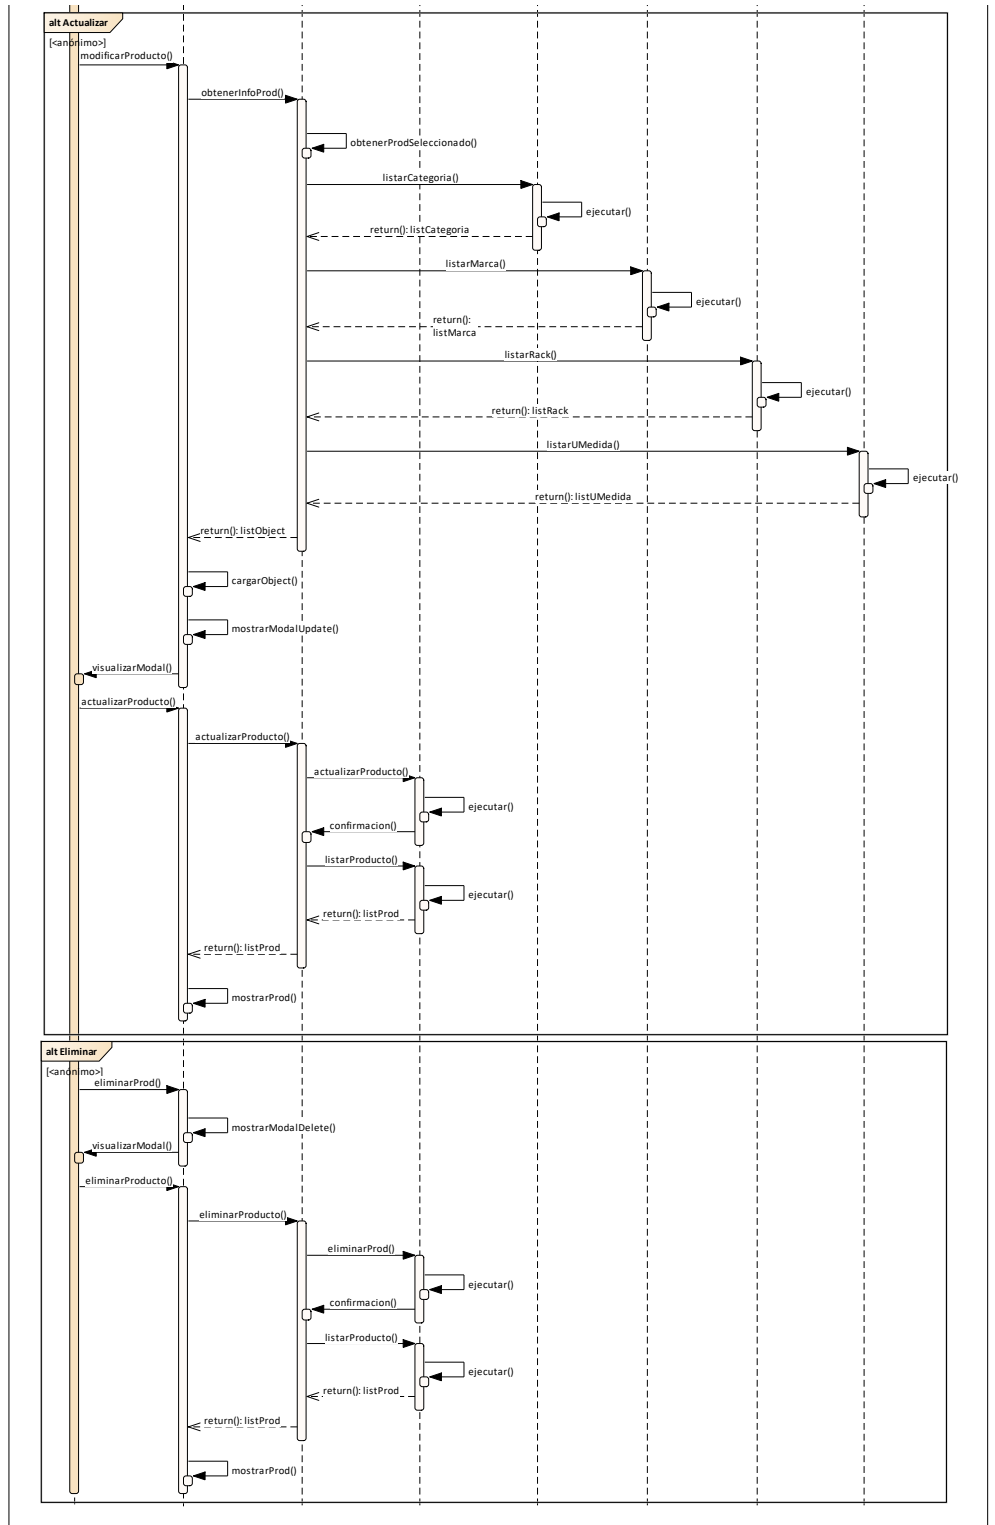 alt Actualizar
[<anónimo>]
modificarProducto()
obtenerInfoProd()
obtenerProdSeleccionado()
listarCategoria()
ejecutar()
return(): listCategoria
listarMarca()
ejecutar()
return():
listMarca
listarRack()
ejecutar()
return(): listRack
listarUMedida()
ejecutar()
return(): listUMedida
return(): listObject
cargarObject()
mostrarModalUpdate()
visualizarModal()
actualizarProducto()
actualizarProducto()
actualizarProducto()
ejecutar()
confirmacion()
listarProducto()
ejecutar()
return(): listProd
return(): listProd
mostrarProd()
alt Eliminar
[<anónimo>]
eliminarProd()
mostrarModalDelete()
visualizarModal()
eliminarProducto()
eliminarProducto()
eliminarProd()
ejecutar()
confirmacion()
listarProducto()
ejecutar()
return(): listProd
return(): listProd
mostrarProd()